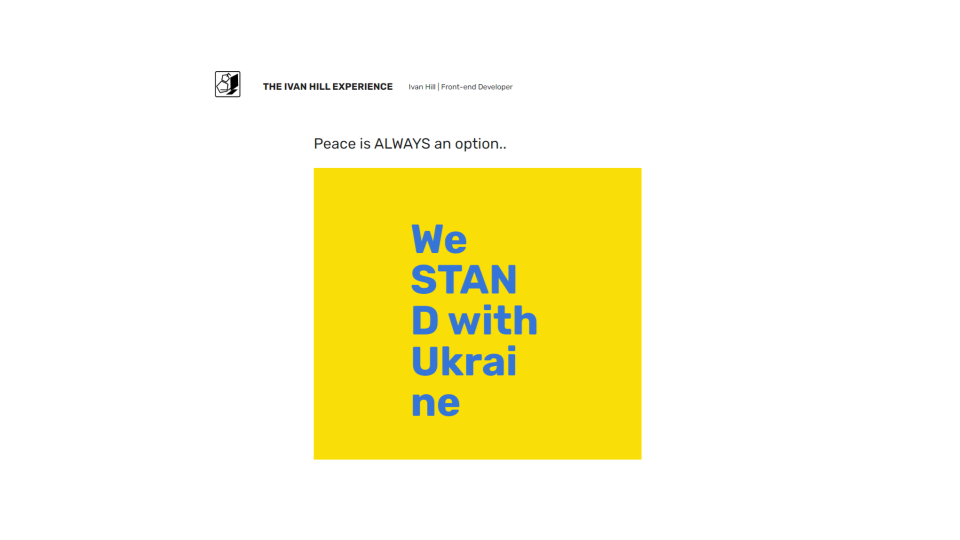 THE IVAN HILL EXPERIENCE Ivan Hill | Front-end Developer
Peace is ALWAYS an option..
We
STAN
D with
Ukrai
ne